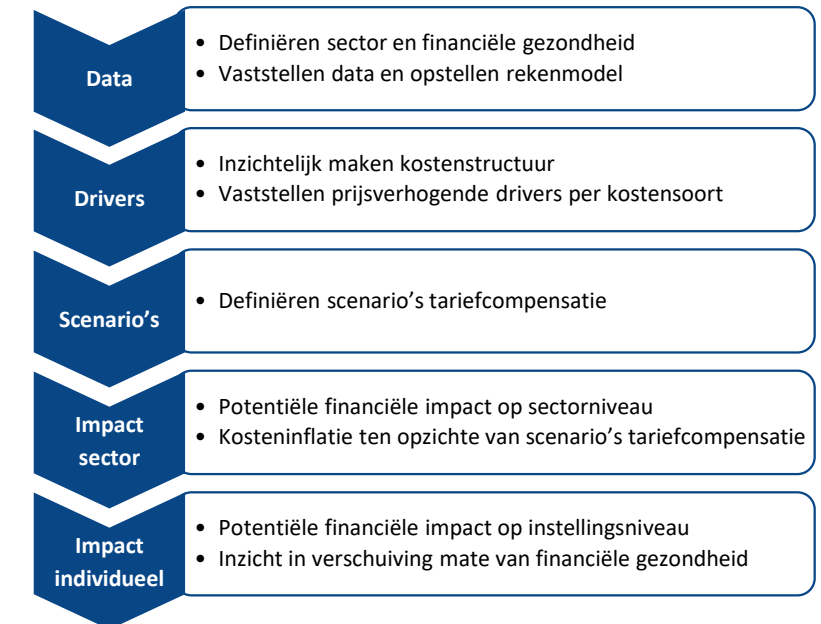 Data
• Definiëren sector en financiële gezondheid
• Vaststellen data en opstellen rekenmodel
Drivers
• Inzichtelijk maken kostenstructuur
• Vaststellen prijsverhogende drivers per kostensoort
Scenario’s
• Definiëren scenario’s tariefcompensatie
Impact
sector
• Potentiële financiële impact op sectorniveau
• Kosteninflatie ten opzichte van scenario’s tariefcompensatie
Impact
individueel
• Potentiële financiële impact op instellingsniveau
• Inzicht in verschuiving mate van financiële gezondheid